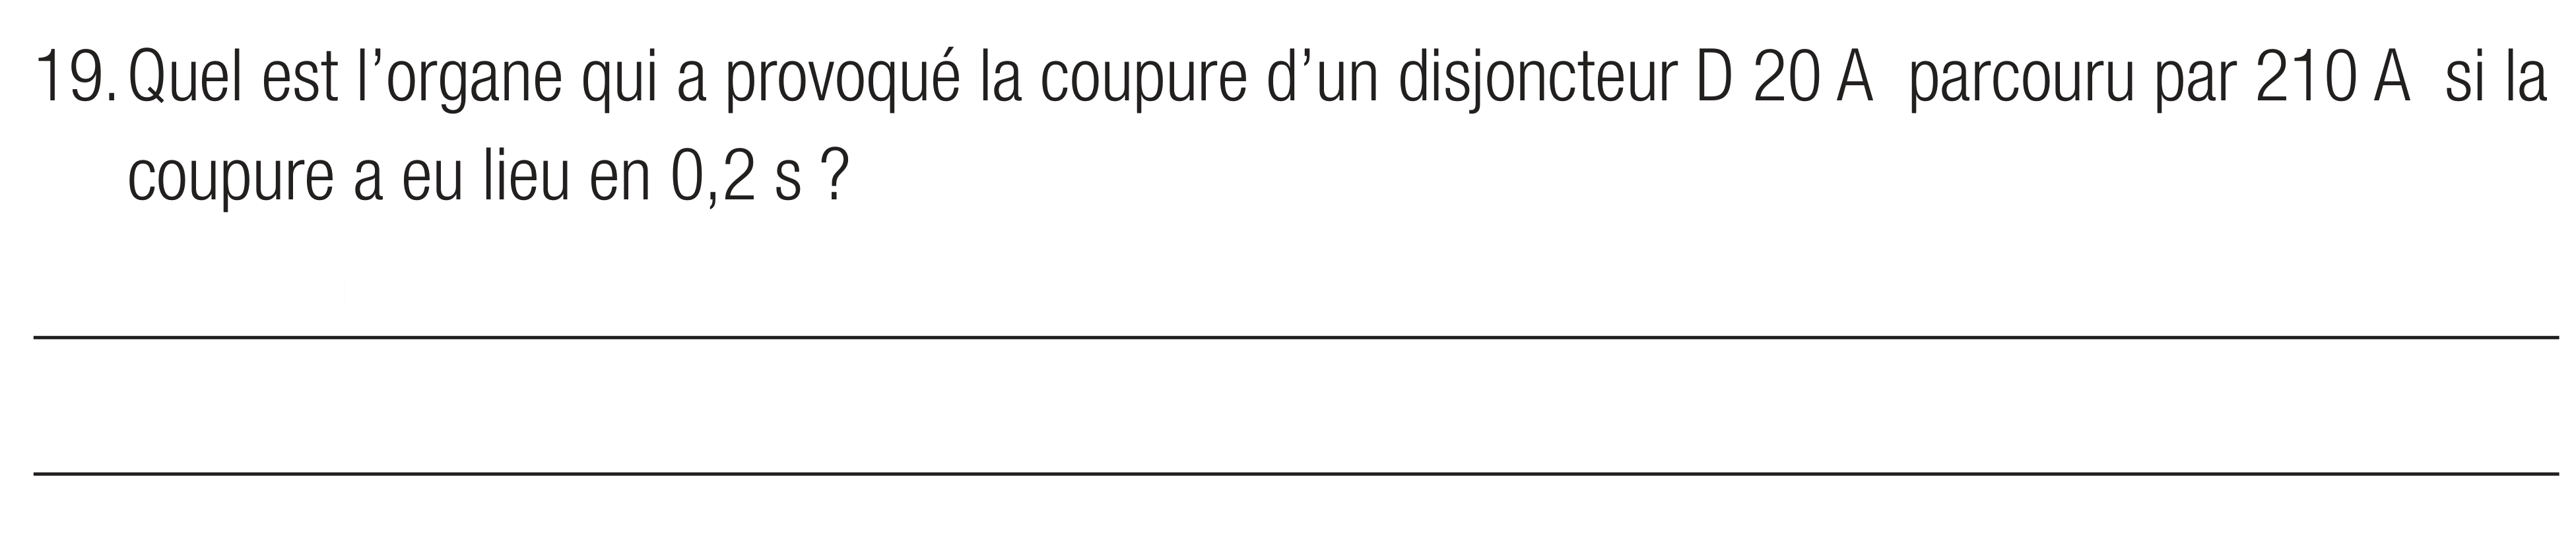 19. Quel est l’organe qui a provoqué la coupure d’un disjoncteur D 20 A parcouru par 210 A si la
coupure a eu lieu en 0,2 s ?